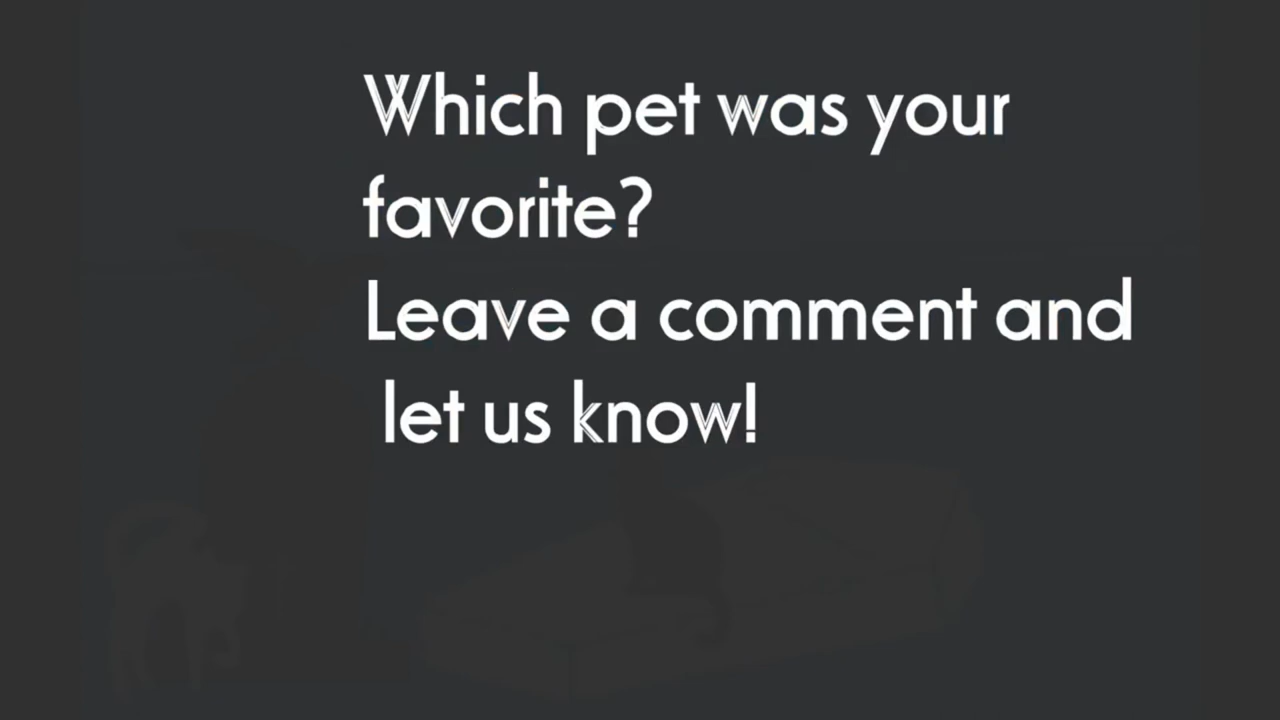 Which pet was your
favorite?
Leave a comment and
let us know!